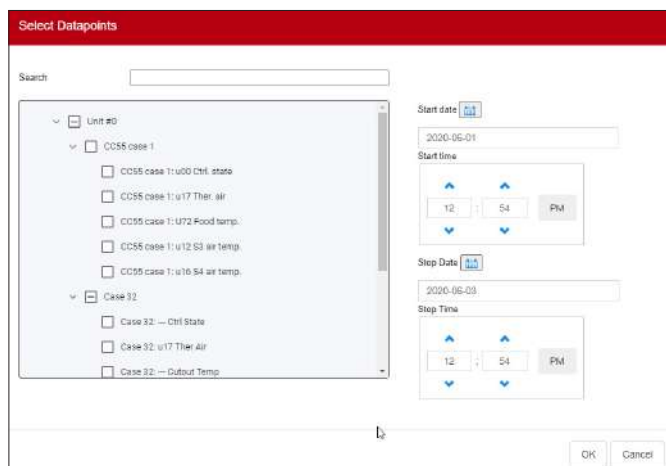 Select Datapoints
Search
Unit #0
CC55 case 1
CC55 case 1: u00 Ctrl. state
CC55 case 1: u17 Ther. air
CC55 case 1: U72 Food temp.
CC55 case 1: u12 S3 air temp.
CC55 case 1: u16 S4 air temp.
Case 32
Case 32: --- Ctrl State
Case 32: u17 Ther Air
Case 32: --- Cutout Temp
Start date
2020-06-01
Start time
12 : 54 PM
Stop Date
2020-06-03
Stop Time
12 : 54 PM
OK Cancel